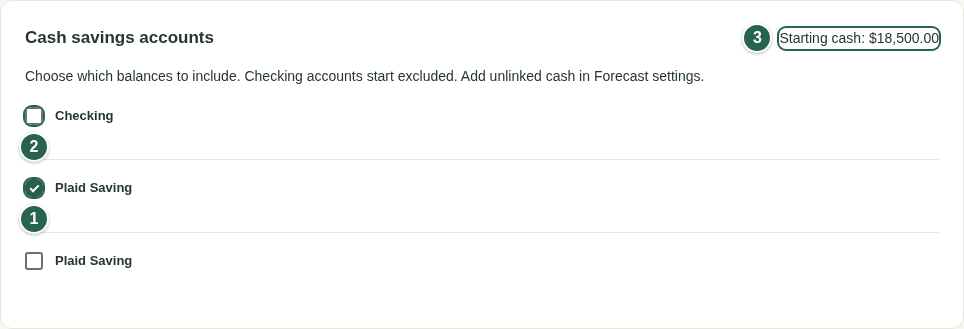 Cash savings accounts
3 Starting cash: $18,500.00
Choose which balances to include. Checking accounts start excluded. Add unlinked cash in Forecast settings.
Checking
2
Plaid Saving
1
Plaid Saving